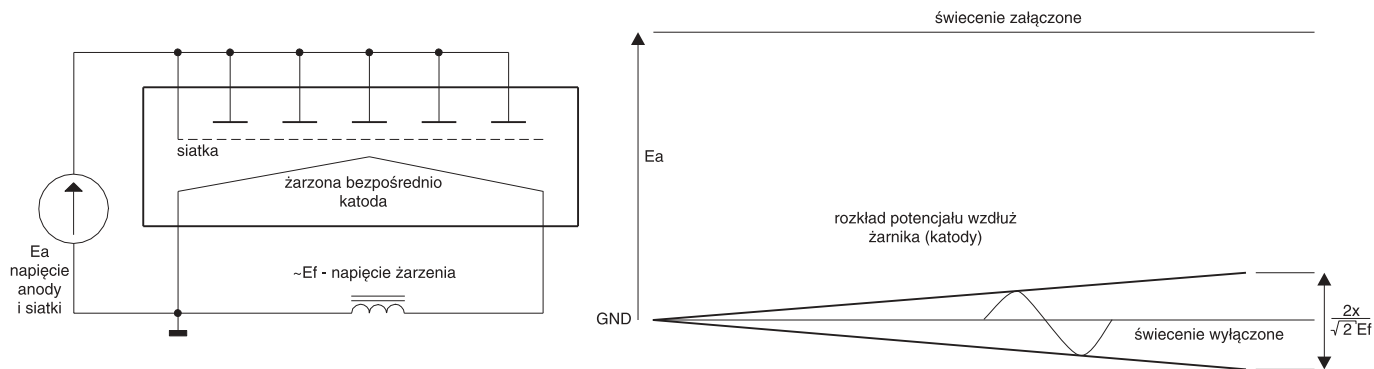 siatka
żarzona bezpośrednio
katoda
Ea
napięcie
anody
i siatki
~Ef - napięcie żarzenia
świecenie załączone
Ea
rozkład potencjału wzdłuż
żarnika (katody)
GND
świecenie wyłączone
2x
√2 Ef